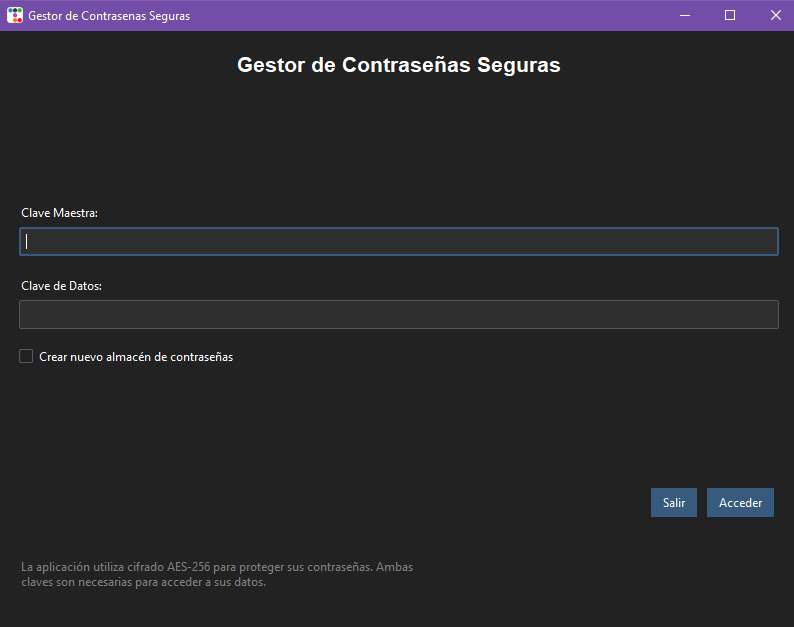 Gestor de Contrasenas Seguras
Gestor de Contraseñas Seguras
Clave Maestra:
Clave de Datos:
Crear nuevo almacén de contraseñas
Salir
Acceder
La aplicación utiliza cifrado AES-256 para proteger sus contraseñas. Ambas
claves son necesarias para acceder a sus datos.